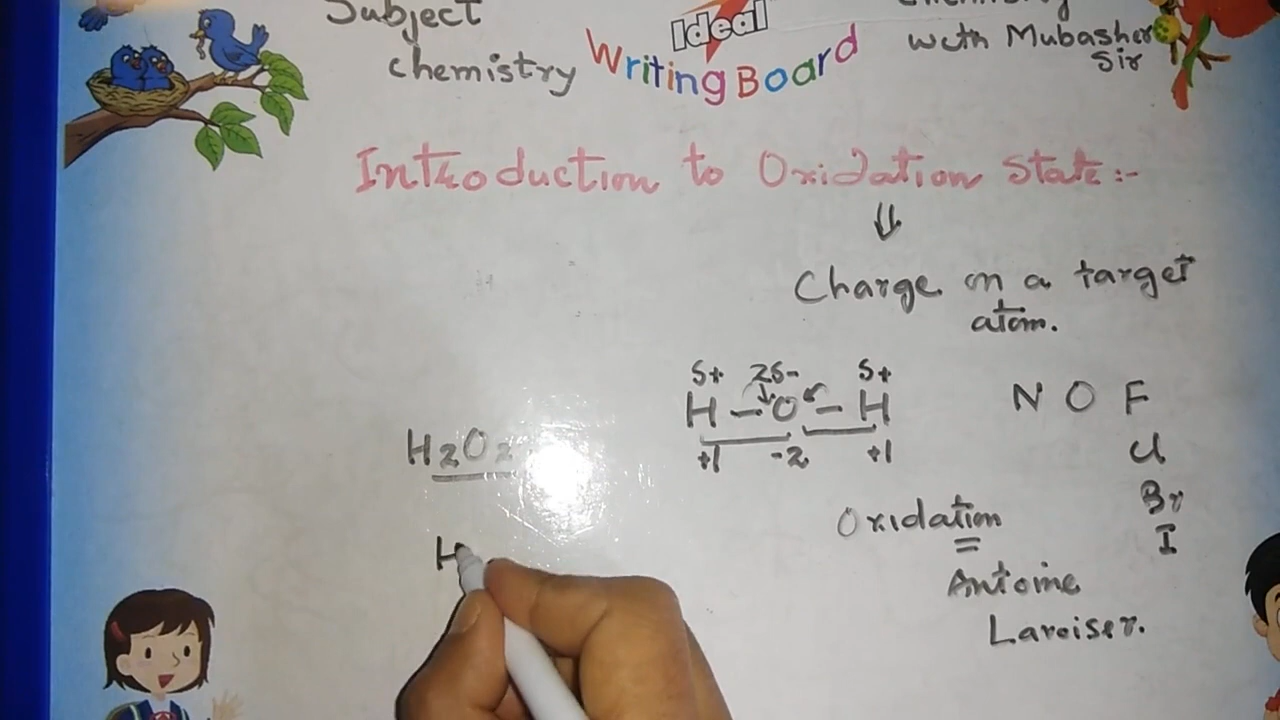 Subject
chemistry
Ideal
Writing Board
Chemistry
with Mubasher
Sir
Introduction to Oxidation State:-
⇓
Charge on a target
atom.
δ+ 2δ- δ+
H – O – H
+1 -2 +1
N O F
Cl
Br
I
H2O2
H
Oxidation
=
Antoine
Lavoiser.